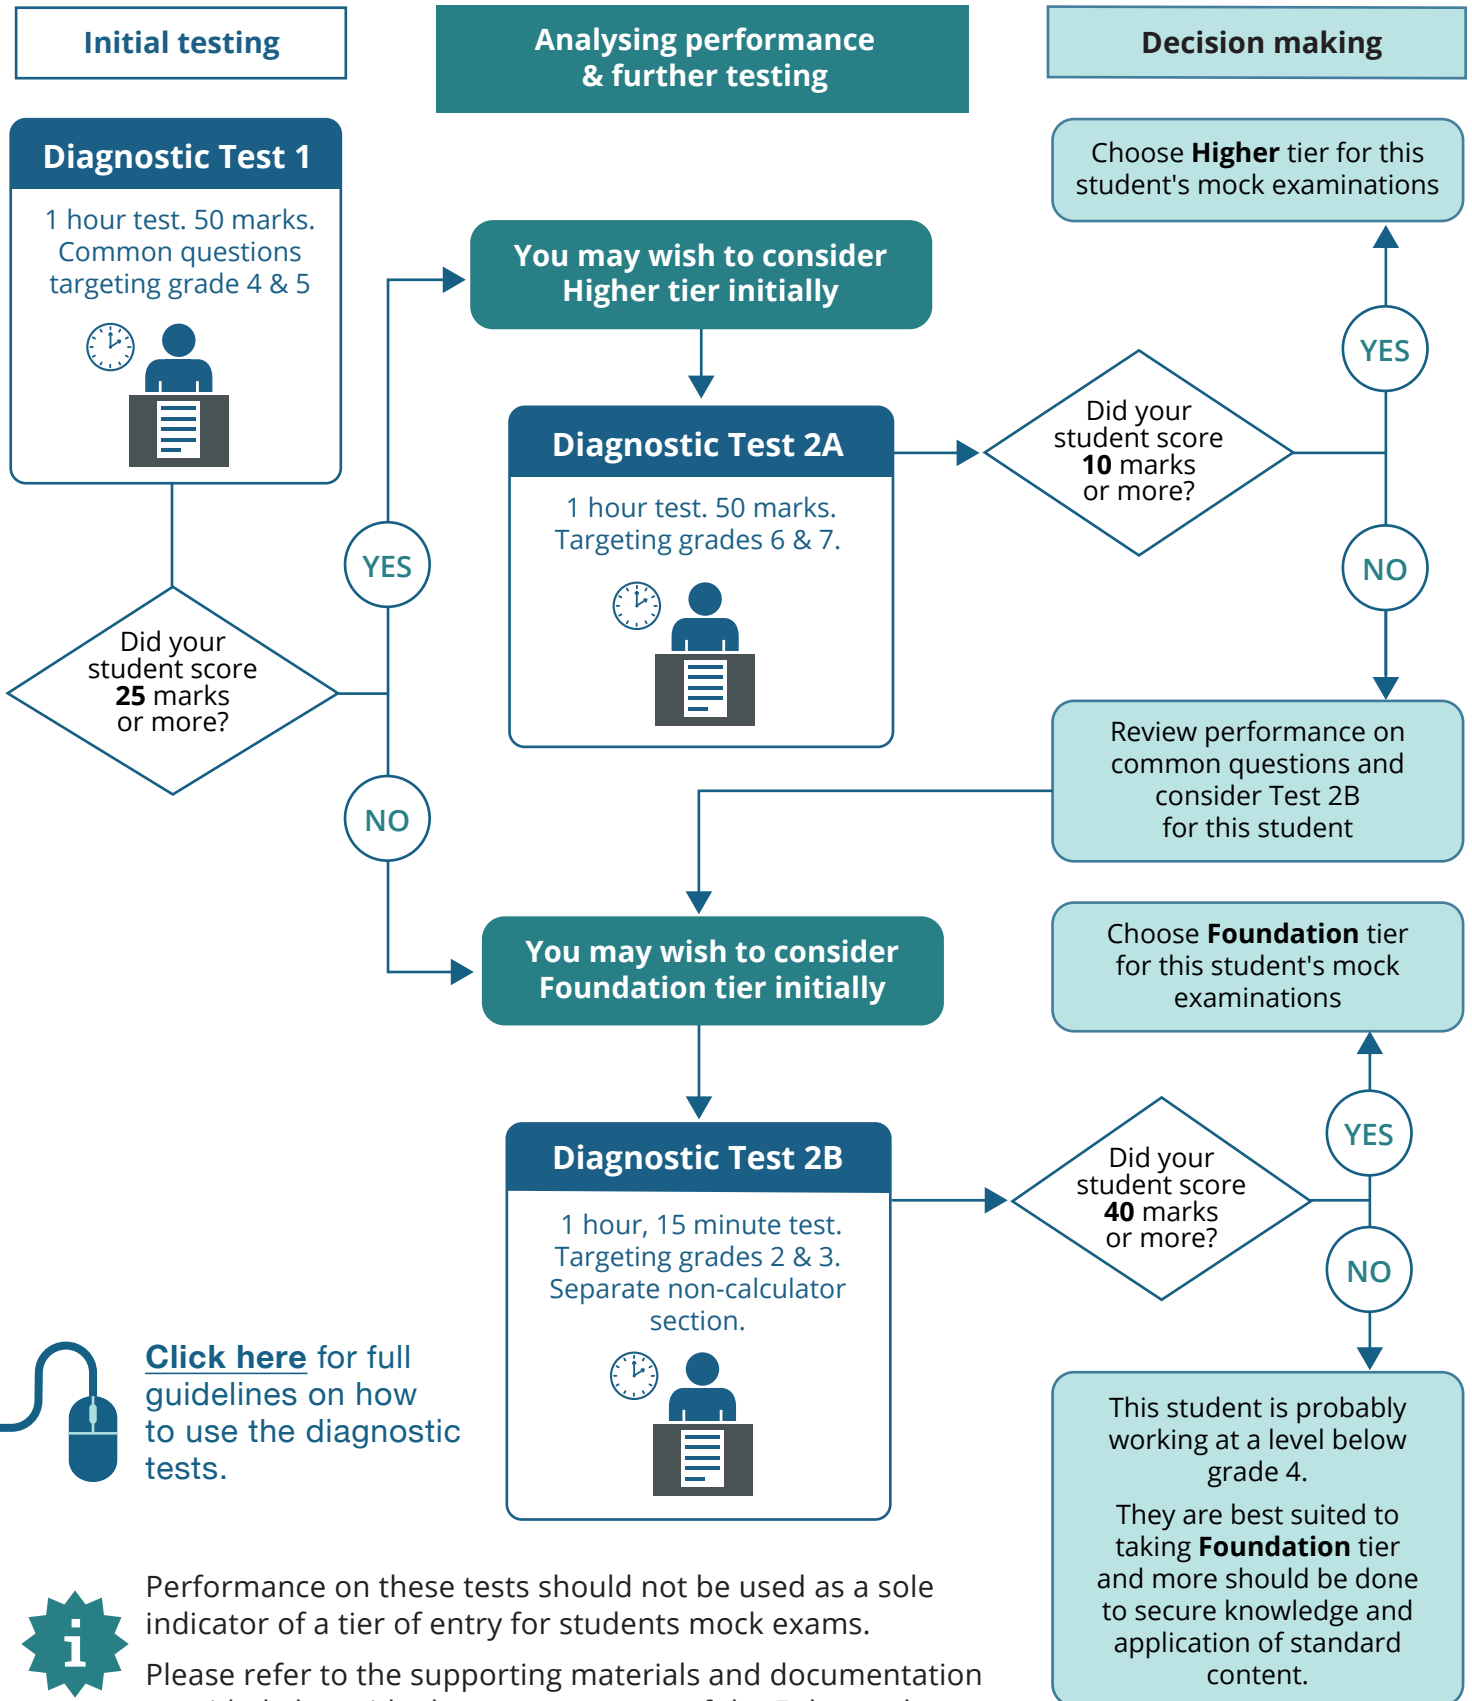 Initial testing
Analysing performance
& further testing
Decision making
Diagnostic Test 1
1 hour test. 50 marks.
Common questions
targeting grade 4 & 5
Did your
student score
25 marks
or more?
YES
NO
You may wish to consider
Higher tier initially
Diagnostic Test 2A
1 hour test. 50 marks.
Targeting grades 6 & 7.
Did your
student score
10 marks
or more?
YES
NO
Choose Higher tier for this
student's mock examinations
Review performance on
common questions and
consider Test 2B
for this student
You may wish to consider
Foundation tier initially
Diagnostic Test 2B
1 hour, 15 minute test.
Targeting grades 2 & 3.
Separate non-calculator
section.
Did your
student score
40 marks
or more?
YES
NO
Choose Foundation tier
for this student's mock
examinations
This student is probably
working at a level below
grade 4.
They are best suited to
taking Foundation tier
and more should be done
to secure knowledge and
application of standard
content.
Click here for full
guidelines on how
to use the diagnostic
tests.
i
Performance on these tests should not be used as a sole
indicator of a tier of entry for students mock exams.
Please refer to the supporting materials and documentation